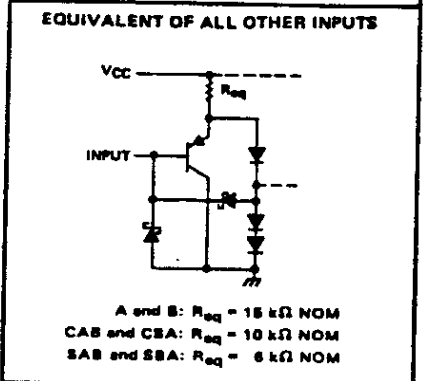 EQUIVALENT OF ALL OTHER INPUTS
VCC
Req
INPUT
A and B: Req = 15 kΩ NOM
CAB and CBA: Req = 10 kΩ NOM
SAB and SBA: Req = 6 kΩ NOM